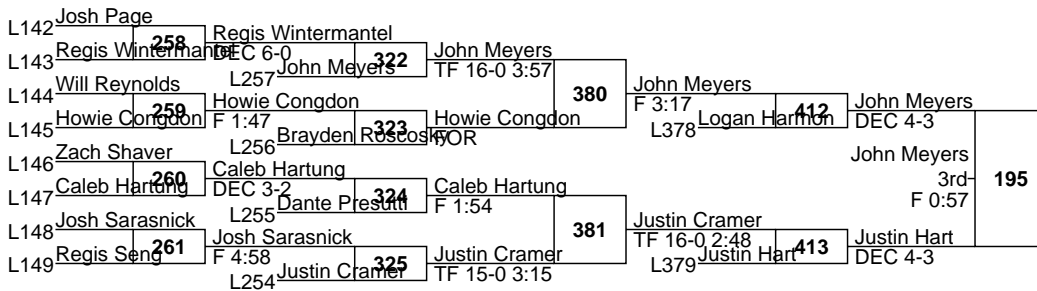 L142 Josh Page
258 Regis Wintermantel
L143 Regis Wintermantel DEC 6-0
322 John Meyers
L257 John Meyers TF 16-0 3:57
L144 Will Reynolds
380 John Meyers
F 3:17
259 Howie Congdon
L145 Howie Congdon F 1:47
323 Howie Congdon
L256 Brayden Roscosky FOR
412 John Meyers
L378 Logan Harmon DEC 4-3
L146 Zach Shaver
260 Caleb Hartung
L147 Caleb Hartung DEC 3-2
324 Caleb Hartung
L255 Dante Presutti F 1:54
John Meyers
3rd 195
F 0:57
L148 Josh Sarasnick
381 Justin Cramer
TF 16-0 2:48
261 Josh Sarasnick
L149 Regis Seng F 4:58
325 Justin Cramer
L254 Justin Cramer TF 15-0 3:15
413 Justin Hart
L379 Justin Hart DEC 4-3